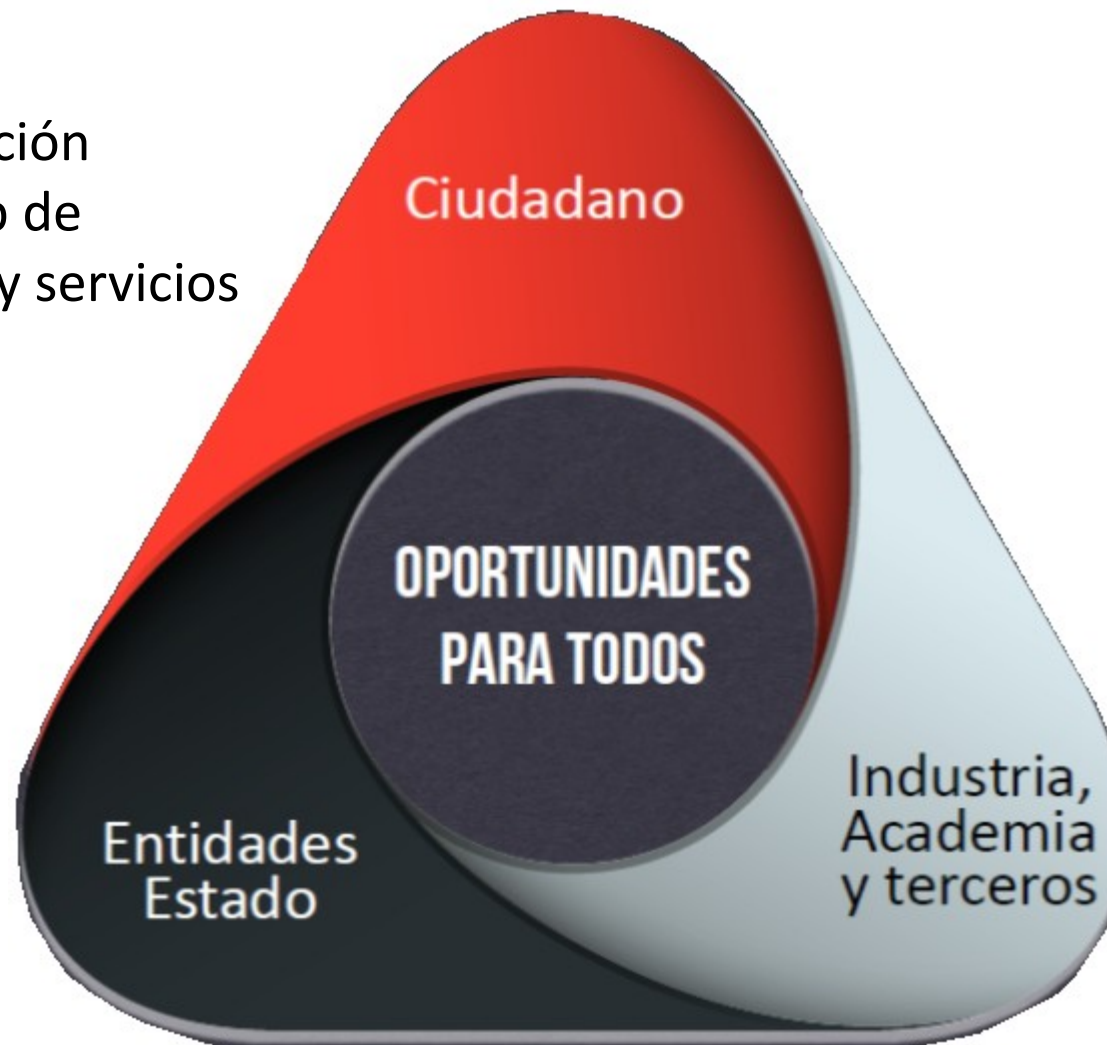 ción
de
y servicios
Ciudadano
OPORTUNIDADES
PARA TODOS
Industria,
Academia
y terceros
Entidades
Estado